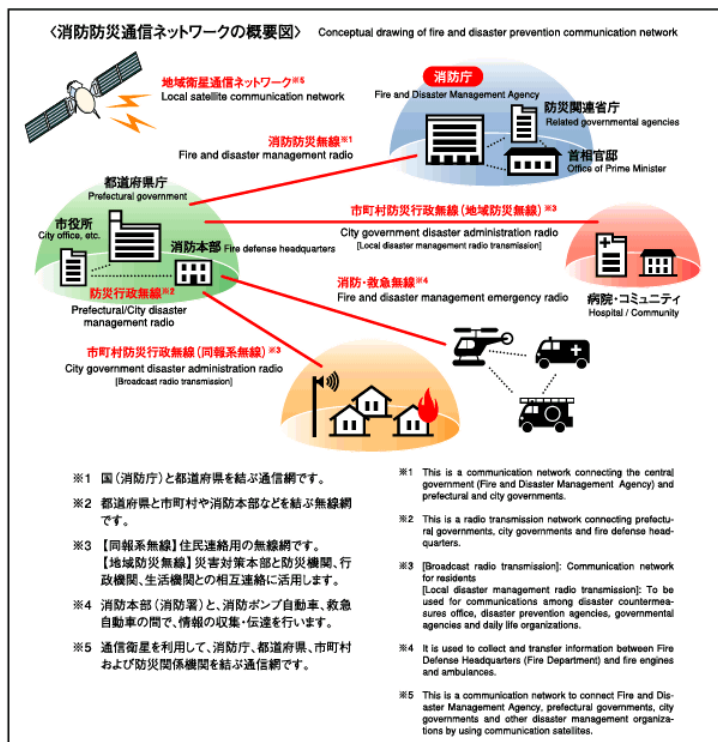 〈消防防災通信ネットワークの概要図〉 Conceptual drawing of fire and disaster prevention communication network
地域衛星通信ネットワーク※5
Local satellite communication network
消防庁
Fire and Disaster Management Agency
防災関連省庁
Related governmental agencies
首相官邸
Office of Prime Minister
消防防災無線※1
Fire and disaster management radio
都道府県庁
Prefectural government
市役所
City office, etc.
消防本部 Fire defense headquarters
防災行政無線※2
Prefectural/City disaster
management radio
市町村防災行政無線（地域防災無線）※3
City government disaster administration radio
[Local disaster management radio transmission]
病院・コミュニティ
Hospital / Community
消防・救急無線※4
Fire and disaster management emergency radio
市町村防災行政無線（同報系無線）※3
City government disaster administration radio
[Broadcast radio transmission]
※1 国（消防庁）と都道府県を結ぶ通信網です。
※2 都道府県と市町村や消防本部などを結ぶ無線網
です。
※3 【同報系無線】住民連絡用の無線網です。
【地域防災無線】災害対策本部と防災機関、行
政機関、生活機関との相互連絡に活用します。
※4 消防本部（消防署）と、消防ポンプ自動車、救急
自動車の間で、情報の収集・伝達を行います。
※5 通信衛星を利用して、消防庁、都道府県、市町村
および防災関係機関を結ぶ通信網です。
※1 This is a communication network connecting the central
government (Fire and Disaster Management Agency) and
prefectural and city governments.
※2 This is a radio transmission network connecting prefectu-
ral governments, city governments and fire defense head-
quarters.
※3 [Broadcast radio transmission]: Communication network
for residents
[Local disaster management radio transmission]: To be
used for communications among disaster countermea-
sures office, disaster prevention agencies, governmental
agencies and daily life organizations.
※4 It is used to collect and transfer information between Fire
Defense Headquarters (Fire Department) and fire engines
and ambulances.
※5 This is a communication network to connect Fire and Dis-
aster Management Agency, prefectural governments, city
governments and other disaster management organiza-
tions by using communication satellites.